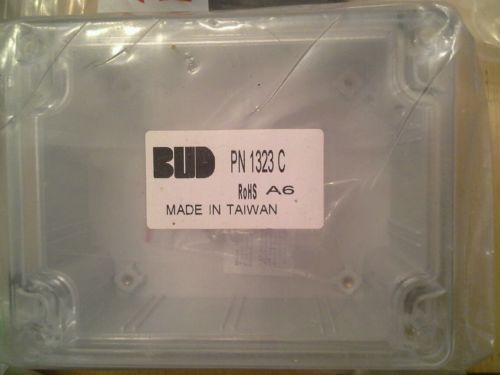 BUD PN 1323 C
RoHS A6
MADE IN TAIWAN